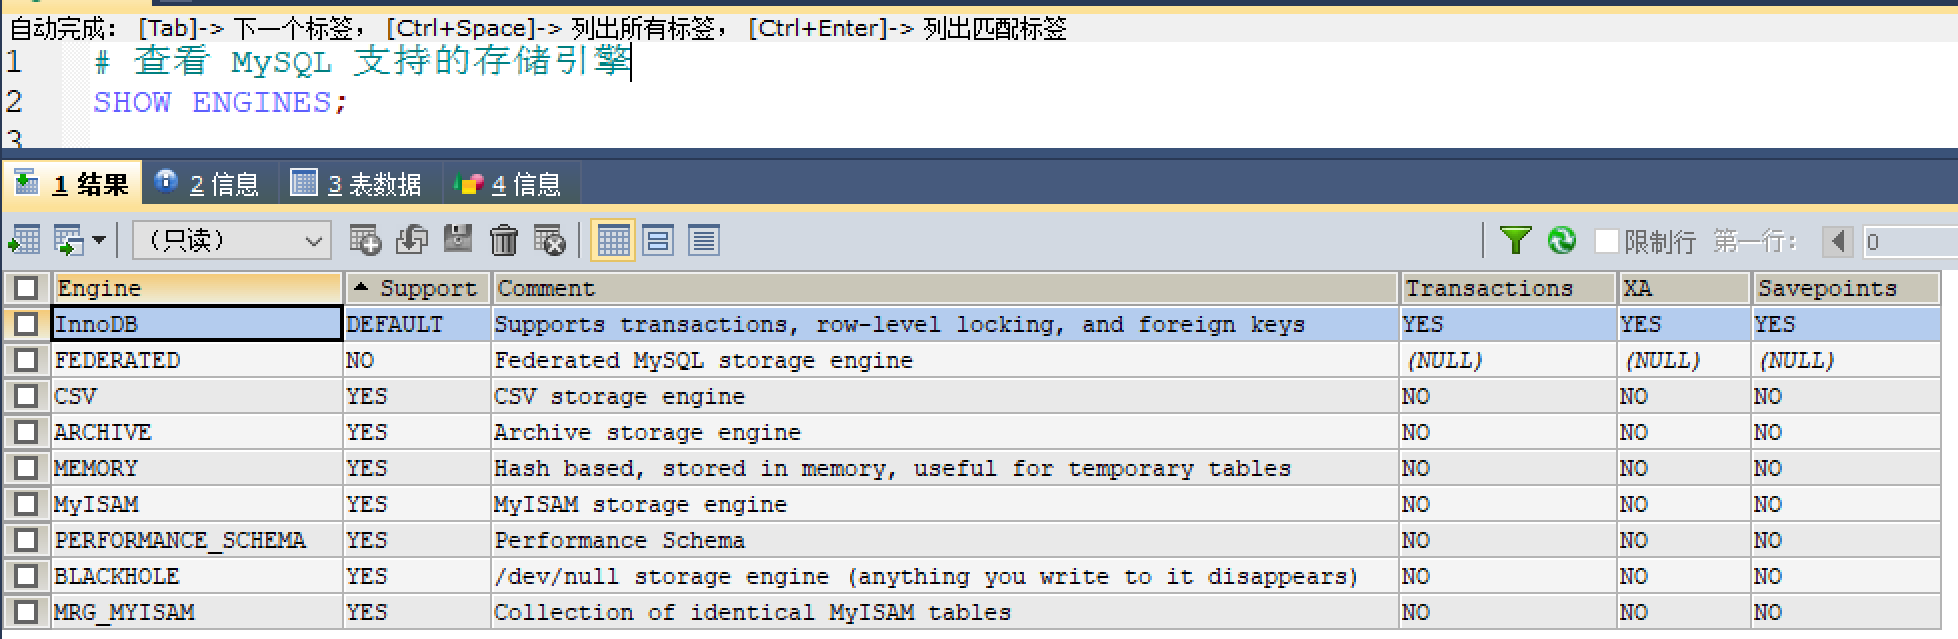 自动完成： [Tab]-> 下一个标签， [Ctrl+Space]-> 列出所有标签， [Ctrl+Enter]-> 列出匹配标签
1 # 查看 MySQL 支持的存储引擎
2 SHOW ENGINES;
3
1 结果 2 信息 3 表数据 4 信息
（只读） 限制行 第一行： 0
Engine Support Comment Transactions XA Savepoints
InnoDB DEFAULT Supports transactions, row-level locking, and foreign keys YES YES YES
FEDERATED NO Federated MySQL storage engine (NULL) (NULL) (NULL)
CSV YES CSV storage engine NO NO NO
ARCHIVE YES Archive storage engine NO NO NO
MEMORY YES Hash based, stored in memory, useful for temporary tables NO NO NO
MyISAM YES MyISAM storage engine NO NO NO
PERFORMANCE_SCHEMA YES Performance Schema NO NO NO
BLACKHOLE YES /dev/null storage engine (anything you write to it disappears) NO NO NO
MRG_MYISAM YES Collection of identical MyISAM tables NO NO NO